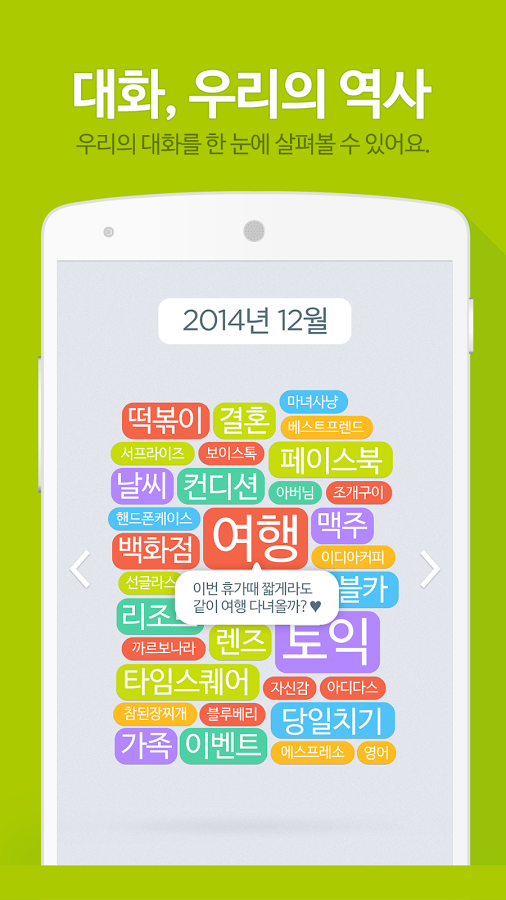 대화, 우리의 역사
우리의 대화를 한 눈에 살펴볼 수 있어요.
2014년 12월
떡볶이
결혼
마녀사냥
베스트프렌드
서프라이즈
보이스톡
페이스북
날씨
컨디션
아버님
조개구이
핸드폰케이스
여행
맥주
백화점
이디아커피
선글라스
이번 휴가때 짧게라도
같이 여행 다녀올까? ♥
블카
리조
까르보나라
렌즈
토익
타임스퀘어
자신감
아디다스
참된장찌개
블루베리
당일치기
가족
이벤트
에스프레소
영어